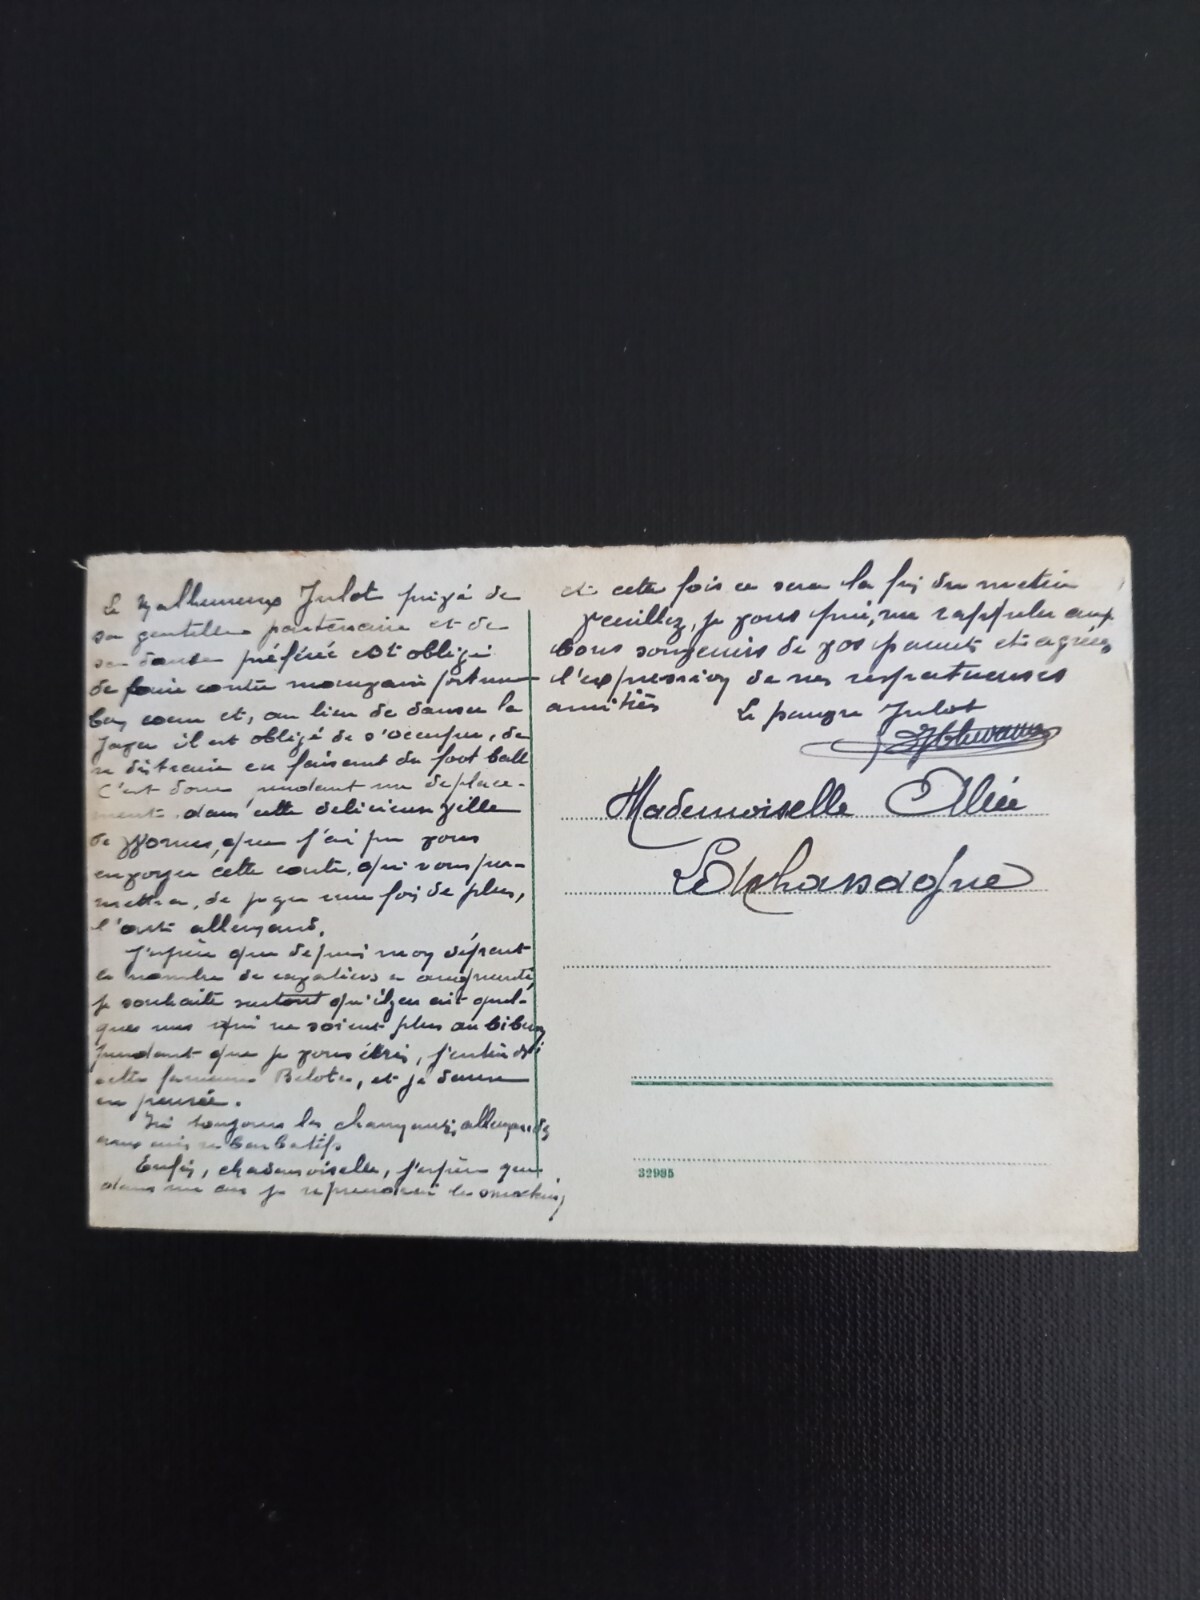 Le Malheureux Julot privé de
sa gentille partenaire et de
sa danse préférée est obligé
de faire contre mauvaise fortune
bon cœur et, au lieu de danser la
Java il est obligé de s'occuper, de
se distraire en faisant du foot ball
C'est donc pendant un déplace-
ment dans cette délicieuse ville
de Worms, que j'ai pu vous
envoyer cette carte, qui vous per-
mettra, de juger une fois de plus,
l'art allemand.
J'espère que depuis mon départ
le nombre de cavaliers a augmenté
je souhaite surtout qu'il y en ait quel-
ques uns qui ne soient plus au biberon
pendant que je vous écris, j'entends d'ici
cette fameuse Belote, et je danse
en pensée.
Ici toujours les
Enfin, Mademoiselle, j'espère que
dans un an je reprendrai le smoking
et cette fois ce sera la fin du
Veuillez, je vous prie, me rappeler aux
bons souvenirs de vos parents et agréez
l'expression de mes respectueuses
amitiés Le pauvre Julot
Mademoiselle Alice
32985